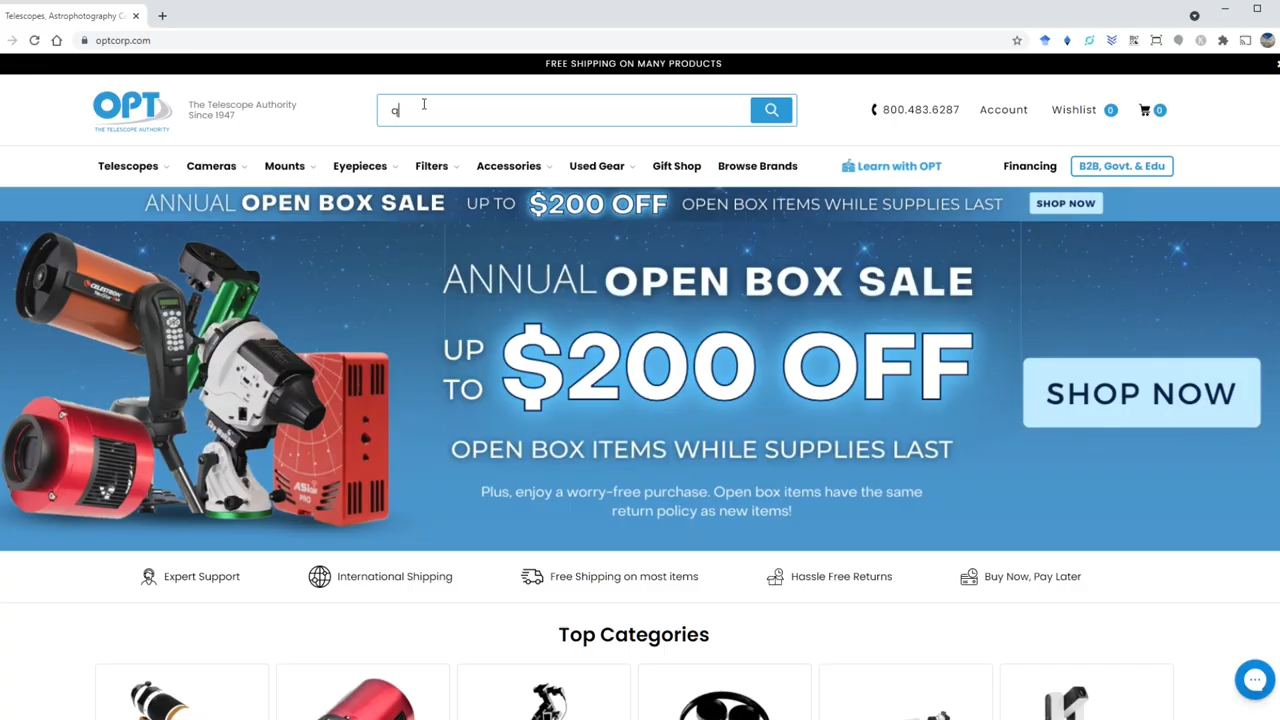 Telescopes, Astrophotography C
optcorp.com
FREE SHIPPING ON MANY PRODUCTS
OPT
THE TELESCOPE AUTHORITY
The Telescope Authority
Since 1947
q
800.483.6287
Account
Wishlist 0
0
Telescopes
Cameras
Mounts
Eyepieces
Filters
Accessories
Used Gear
Gift Shop
Browse Brands
Learn with OPT
Financing
B2B, Govt. & Edu
ANNUAL OPEN BOX SALE UP TO $200 OFF OPEN BOX ITEMS WHILE SUPPLIES LAST SHOP NOW
ANNUAL OPEN BOX SALE
UP TO $200 OFF
SHOP NOW
OPEN BOX ITEMS WHILE SUPPLIES LAST
Plus, enjoy a worry-free purchase. Open box items have the same
return policy as new items!
CELESTRON
Sky-Watcher
ASIAIR
PRO
Expert Support
International Shipping
Free Shipping on most items
Hassle Free Returns
Buy Now, Pay Later
Top Categories